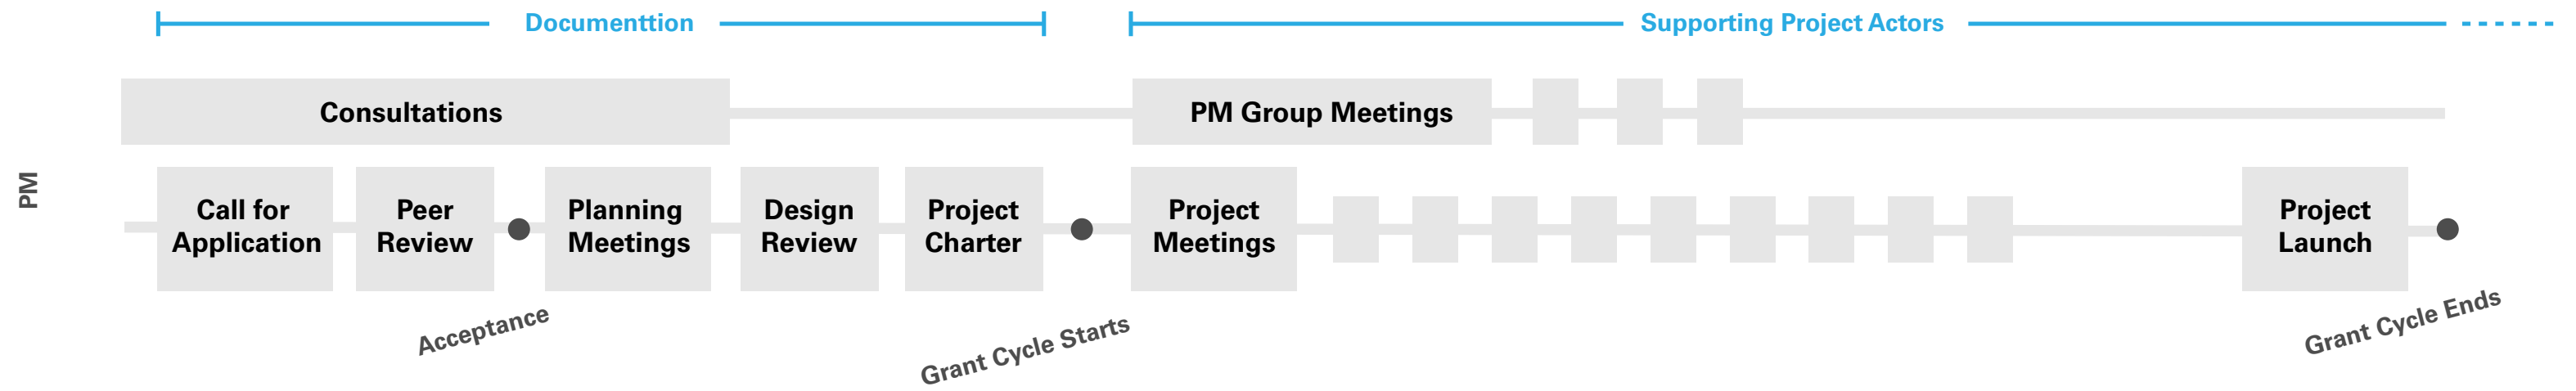 Documenttion
Supporting Project Actors
Consultations
PM Group Meetings
PM
Call for
Application
Peer
Review
Planning
Meetings
Design
Review
Project
Charter
Project
Meetings
Project
Launch
Acceptance
Grant Cycle Starts
Grant Cycle Ends